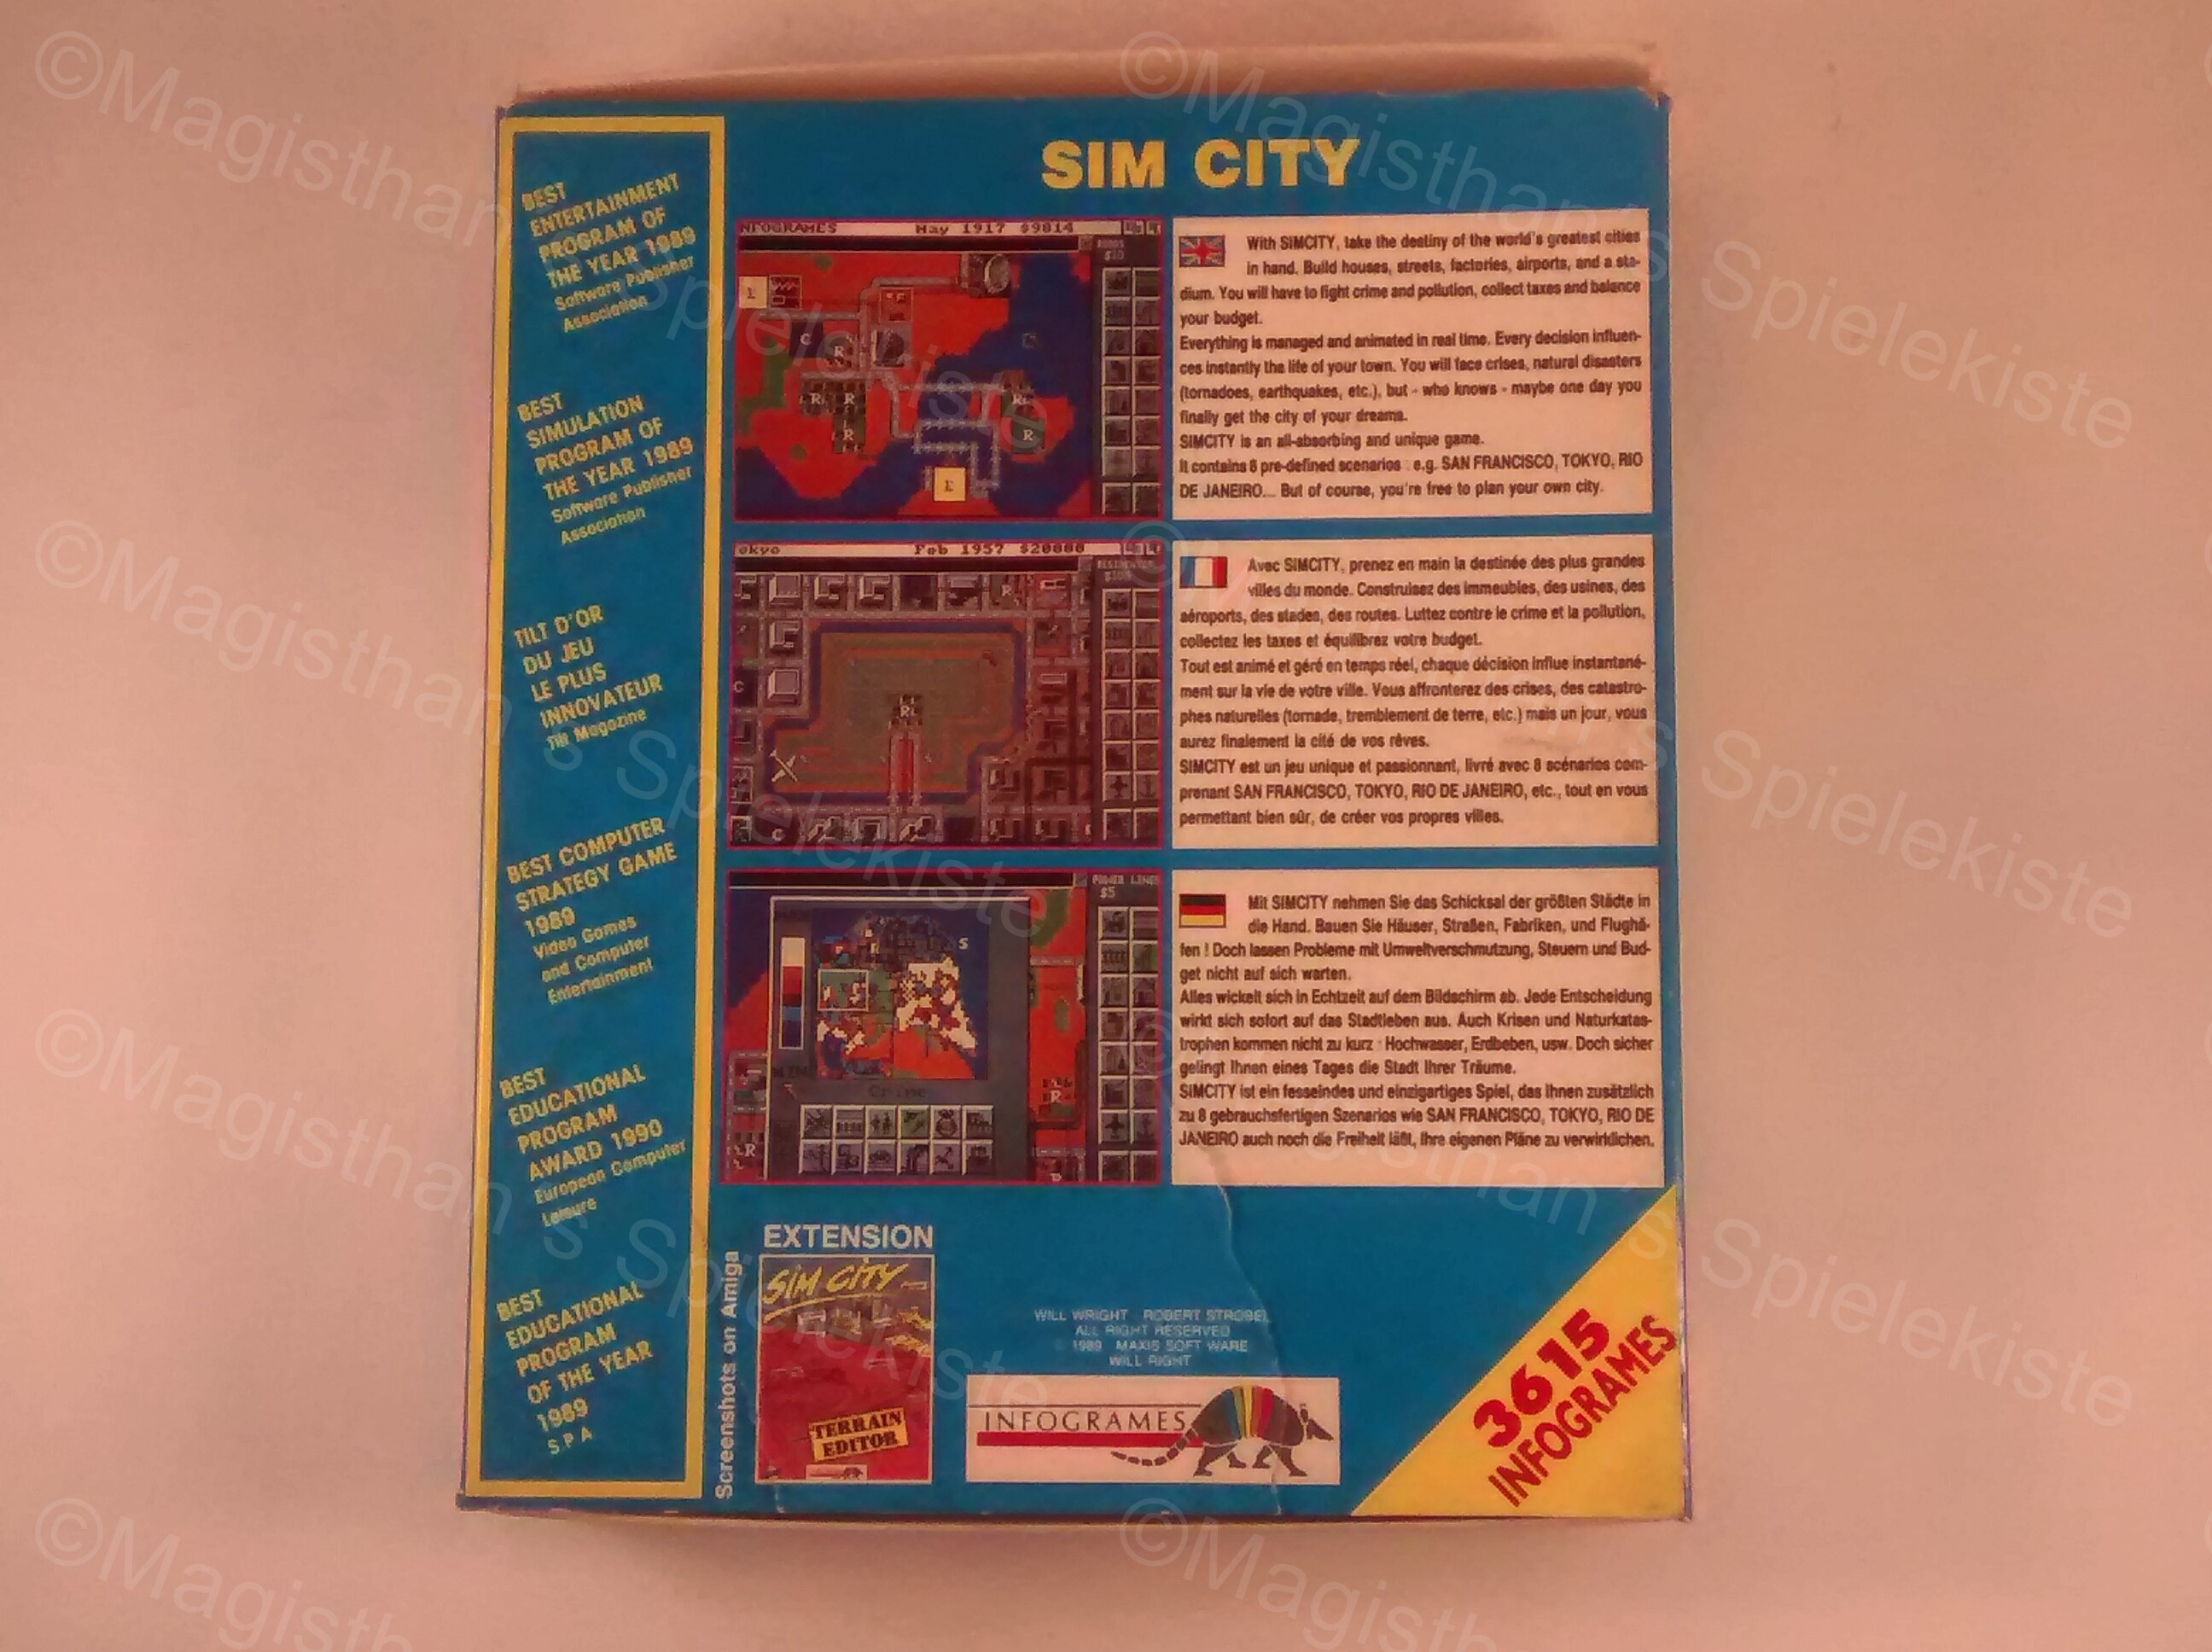 SIM CITY
BEST
ENTERTAINMENT
PROGRAM OF
THE YEAR 1989
Software Publisher
Association
BEST
SIMULATION
PROGRAM OF
THE YEAR 1989
Software Publisher
Association
TILT D'OR
DU JEU
LE PLUS
INNOVATEUR
Tilt Magazine
BEST COMPUTER
STRATEGY GAME
1989
Video Games
and Computer
Entertainment
BEST
EDUCATIONAL
PROGRAM
AWARD 1990
European Computer
Leisure
BEST
EDUCATIONAL
PROGRAM
OF THE YEAR
1989
S P A
NFOGRAMES May 1917 $9814
$10
With SIMCITY, take the destiny of the world's greatest cities
in hand. Build houses, streets, factories, airports, and a sta-
dium. You will have to fight crime and pollution, collect taxes and balance
your budget.
Everything is managed and animated in real time. Every decision influen-
ces instantly the life of your town. You will face crises, natural disasters
(tornadoes, earthquakes, etc.), but - who knows - maybe one day you
finally get the city of your dreams.
SIMCITY is an all-absorbing and unique game.
It contains 8 pre-defined scenarios : e.g. SAN FRANCISCO, TOKYO, RIO
DE JANEIRO... But of course, you're free to plan your own city.
okyo Feb 1957 $20000
Avec SIMCITY, prenez en main la destinée des plus grandes
villes du monde. Construisez des immeubles, des usines, des
aéroports, des stades, des routes. Luttez contre le crime et la pollution,
collectez les taxes et équilibrez votre budget.
Tout est animé et géré en temps réel, chaque décision influe instantané-
ment sur la vie de votre ville. Vous affronterez des crises, des catastro-
phes naturelles (tornade, tremblement de terre, etc.) mais un jour, vous
aurez finalement la cité de vos rêves.
SIMCITY est un jeu unique et passionnant, livré avec 8 scénarios com-
prenant SAN FRANCISCO, TOKYO, RIO DE JANEIRO, etc., tout en vous
permettant bien sûr, de créer vos propres villes.
POWER LINES
$5
Crime
Mit SIMCITY nehmen Sie das Schicksal der größten Städte in
die Hand. Bauen Sie Häuser, Straßen, Fabriken, und Flughä-
fen ! Doch lassen Probleme mit Umweltverschmutzung, Steuern und Bud-
get nicht auf sich warten.
Alles wickelt sich in Echtzeit auf dem Bildschirm ab. Jede Entscheidung
wirkt sich sofort auf das Stadtleben aus. Auch Krisen und Naturkatas-
trophen kommen nicht zu kurz : Hochwasser, Erdbeben, usw. Doch sicher
gelingt Ihnen eines Tages die Stadt Ihrer Träume.
SIMCITY ist ein fesselndes und einzigartiges Spiel, das Ihnen zusätzlich
zu 8 gebrauchsfertigen Szenarios wie SAN FRANCISCO, TOKYO, RIO DE
JANEIRO auch noch die Freiheit läßt, Ihre eigenen Pläne zu verwirklichen.
Screenshots on Amiga
EXTENSION
SIM CITY
TERRAIN
EDITOR
WILL WRIGHT ROBERT STROBEL
ALL RIGHT RESERVED
1989 MAXIS SOFT WARE
WILL RIGHT
INFOGRAMES
3615
INFOGRAMES
©Magisthan's Spielekiste